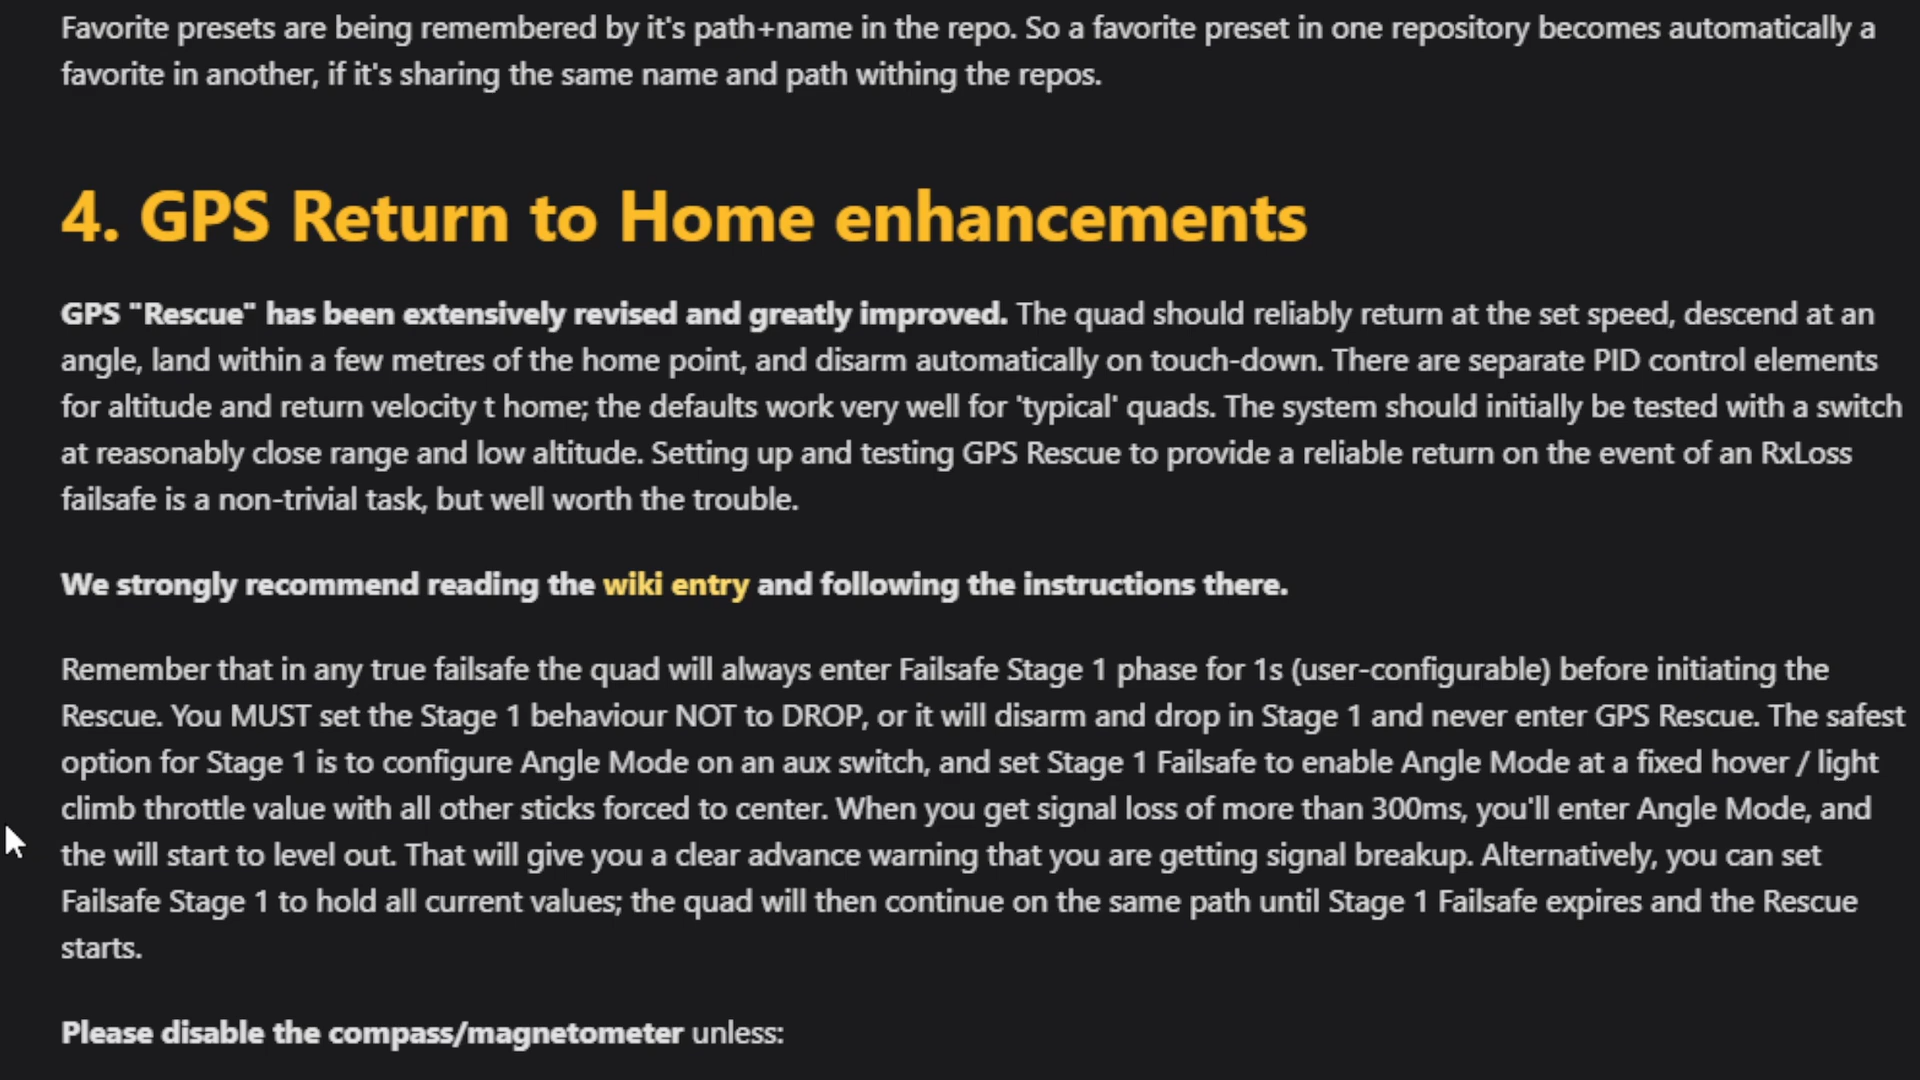 Favorite presets are being remembered by it's path+name in the repo. So a favorite preset in one repository becomes automatically a
favorite in another, if it's sharing the same name and path withing the repos.
4. GPS Return to Home enhancements
GPS "Rescue" has been extensively revised and greatly improved. The quad should reliably return at the set speed, descend at an
angle, land within a few metres of the home point, and disarm automatically on touch-down. There are separate PID control elements
for altitude and return velocity t home; the defaults work very well for 'typical' quads. The system should initially be tested with a switch
at reasonably close range and low altitude. Setting up and testing GPS Rescue to provide a reliable return on the event of an RxLoss
failsafe is a non-trivial task, but well worth the trouble.
We strongly recommend reading the wiki entry and following the instructions there.
Remember that in any true failsafe the quad will always enter Failsafe Stage 1 phase for 1s (user-configurable) before initiating the
Rescue. You MUST set the Stage 1 behaviour NOT to DROP, or it will disarm and drop in Stage 1 and never enter GPS Rescue. The safest
option for Stage 1 is to configure Angle Mode on an aux switch, and set Stage 1 Failsafe to enable Angle Mode at a fixed hover / light
climb throttle value with all other sticks forced to center. When you get signal loss of more than 300ms, you'll enter Angle Mode, and
the will start to level out. That will give you a clear advance warning that you are getting signal breakup. Alternatively, you can set
Failsafe Stage 1 to hold all current values; the quad will then continue on the same path until Stage 1 Failsafe expires and the Rescue
starts.
Please disable the compass/magnetometer unless: